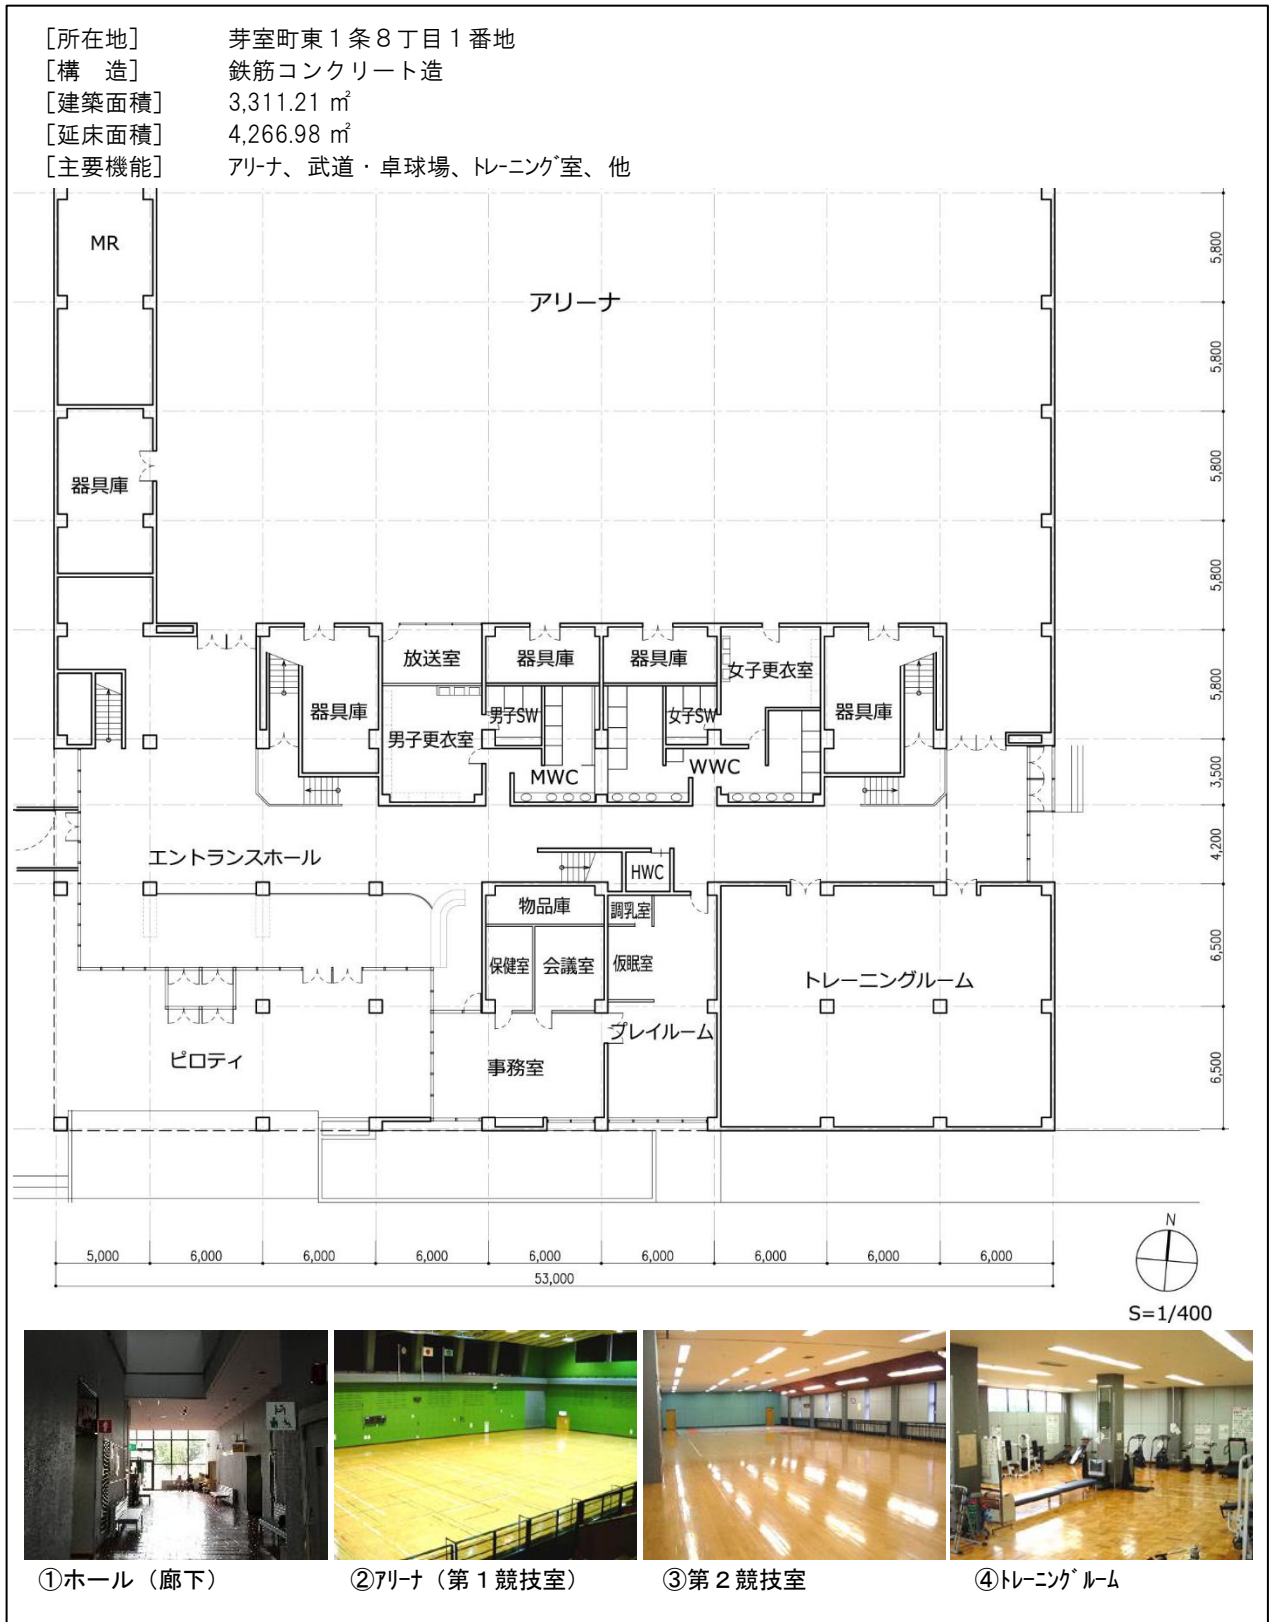 [所在地] 芽室町東１条８丁目１番地
[構　造] 鉄筋コンクリート造
[建築面積] 3,311.21 ㎡
[延床面積] 4,266.98 ㎡
[主要機能] ｱﾘｰﾅ、武道・卓球場、ﾄﾚｰﾆﾝｸﾞ室、他
MR
アリーナ
5,800
5,800
器具庫
5,800
5,800
放送室
器具庫
器具庫
女子更衣室
5,800
器具庫
男子SW
女子SW
器具庫
男子更衣室
MWC
WWC
3,500
エントランスホール
HWC
4,200
物品庫
調乳室
保健室
会議室
仮眠室
トレーニングルーム
6,500
ピロティ
事務室
プレイルーム
6,500
5,000 6,000 6,000 6,000 6,000 6,000 6,000 6,000 6,000
53,000
N
S=1/400
①ホール（廊下）
②ｱﾘｰﾅ（第１競技室）
③第２競技室
④ﾄﾚｰﾆﾝｸﾞﾙｰﾑ